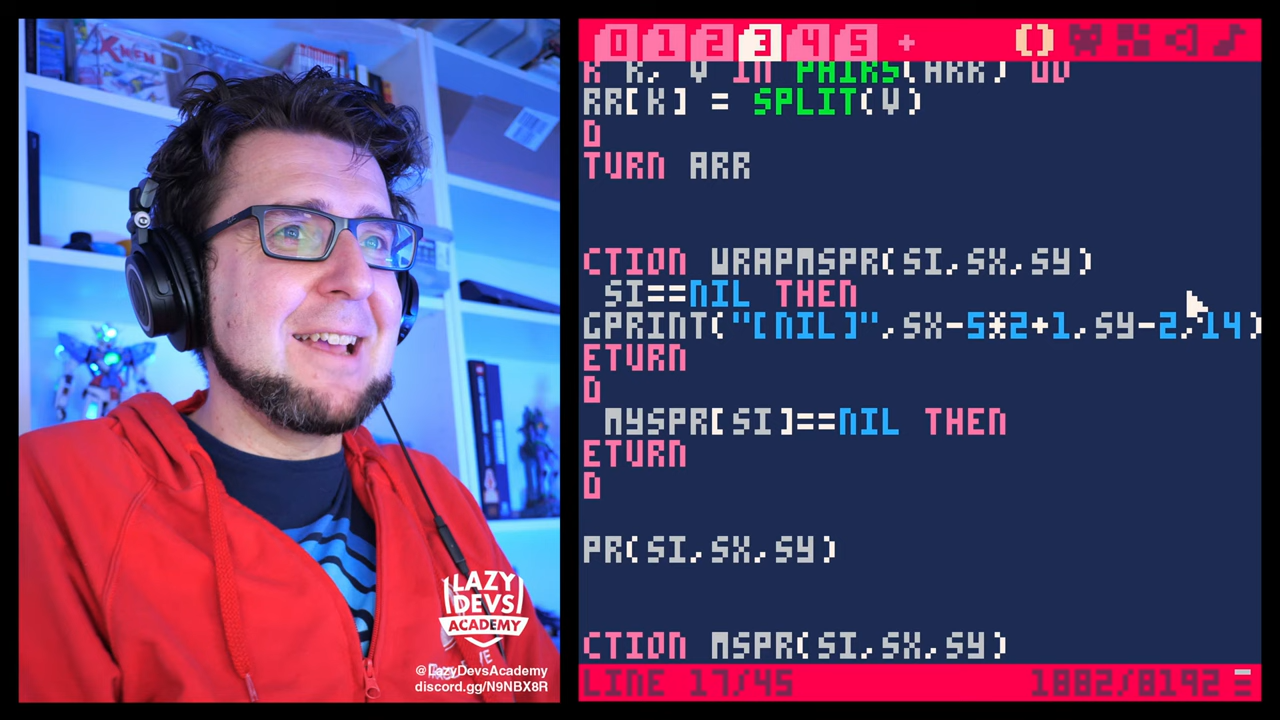 X-MEN
LAZY
DEVS
ACADEMY
@LazyDevsAcademy
discord.gg/N9NBX8R
0 1 2 3 4 5 +
R K, V IN PAIRS(ARR) DO
RR[K] = SPLIT(V)
D
TURN ARR
CTION WRAPMSPR(SI,SX,SY)
SI==NIL THEN
GPRINT("[NIL]",SX-5*2+1,SY-2,14)
ETURN
D
MYSPR[SI]==NIL THEN
ETURN
D
PR(SI,SX,SY)
CTION MSPR(SI,SX,SY)
LINE 17/45
1882/8192